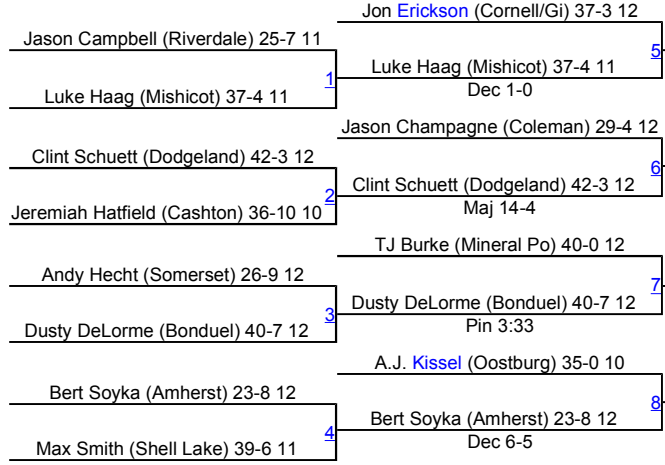 Jon Erickson (Cornell/Gi) 37-3 12
Jason Campbell (Riverdale) 25-7 11
5
1
Luke Haag (Mishicot) 37-4 11
Luke Haag (Mishicot) 37-4 11
Dec 1-0
Jason Champagne (Coleman) 29-4 12
Clint Schuett (Dodgeland) 42-3 12
6
2
Clint Schuett (Dodgeland) 42-3 12
Jeremiah Hatfield (Cashton) 36-10 10
Maj 14-4
TJ Burke (Mineral Po) 40-0 12
Andy Hecht (Somerset) 26-9 12
7
3
Dusty DeLorme (Bonduel) 40-7 12
Dusty DeLorme (Bonduel) 40-7 12
Pin 3:33
A.J. Kissel (Oostburg) 35-0 10
Bert Soyka (Amherst) 23-8 12
8
4
Bert Soyka (Amherst) 23-8 12
Max Smith (Shell Lake) 39-6 11
Dec 6-5